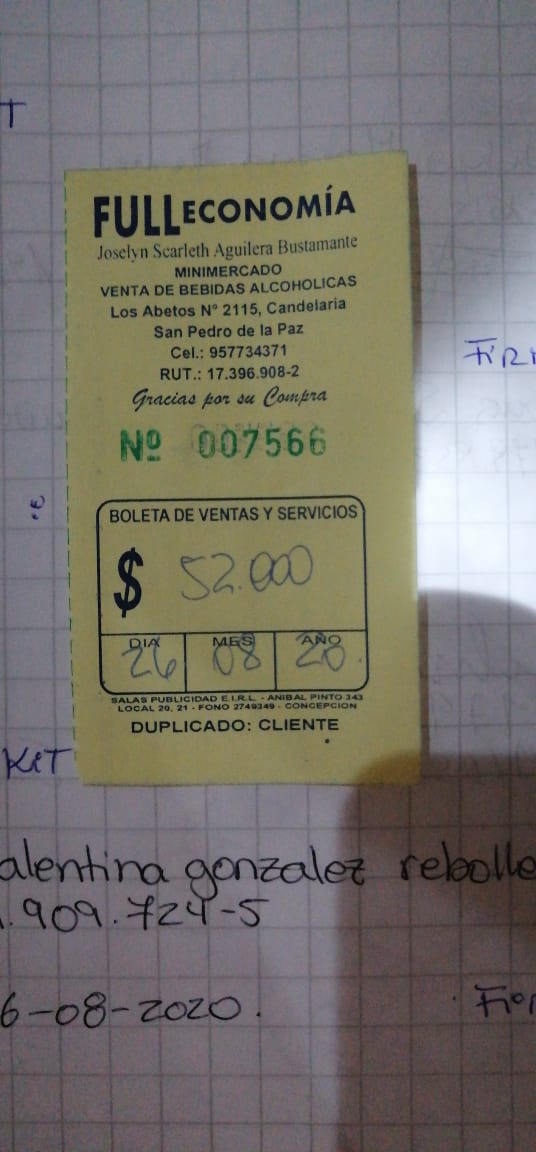 T
FULL ECONOMÍA
Joselyn Scarleth Aguilera Bustamante
MINIMERCADO
VENTA DE BEBIDAS ALCOHOLICAS
Los Abetos N° 2115, Candelaria
San Pedro de la Paz
Cel.: 957734371
RUT.: 17.396.908-2
Gracias por su Compra
Nº 007566
BOLETA DE VENTAS Y SERVICIOS
$ 52.000
DIA MES AÑO
26 08 20
SALAS PUBLICIDAD E.I.R.L. - ANIBAL PINTO 343
LOCAL 20, 21 - FONO 2749349 - CONCEPCION
DUPLICADO: CLIENTE
alentina gonzalez rebolle
.909.724-5
6-08-2020.